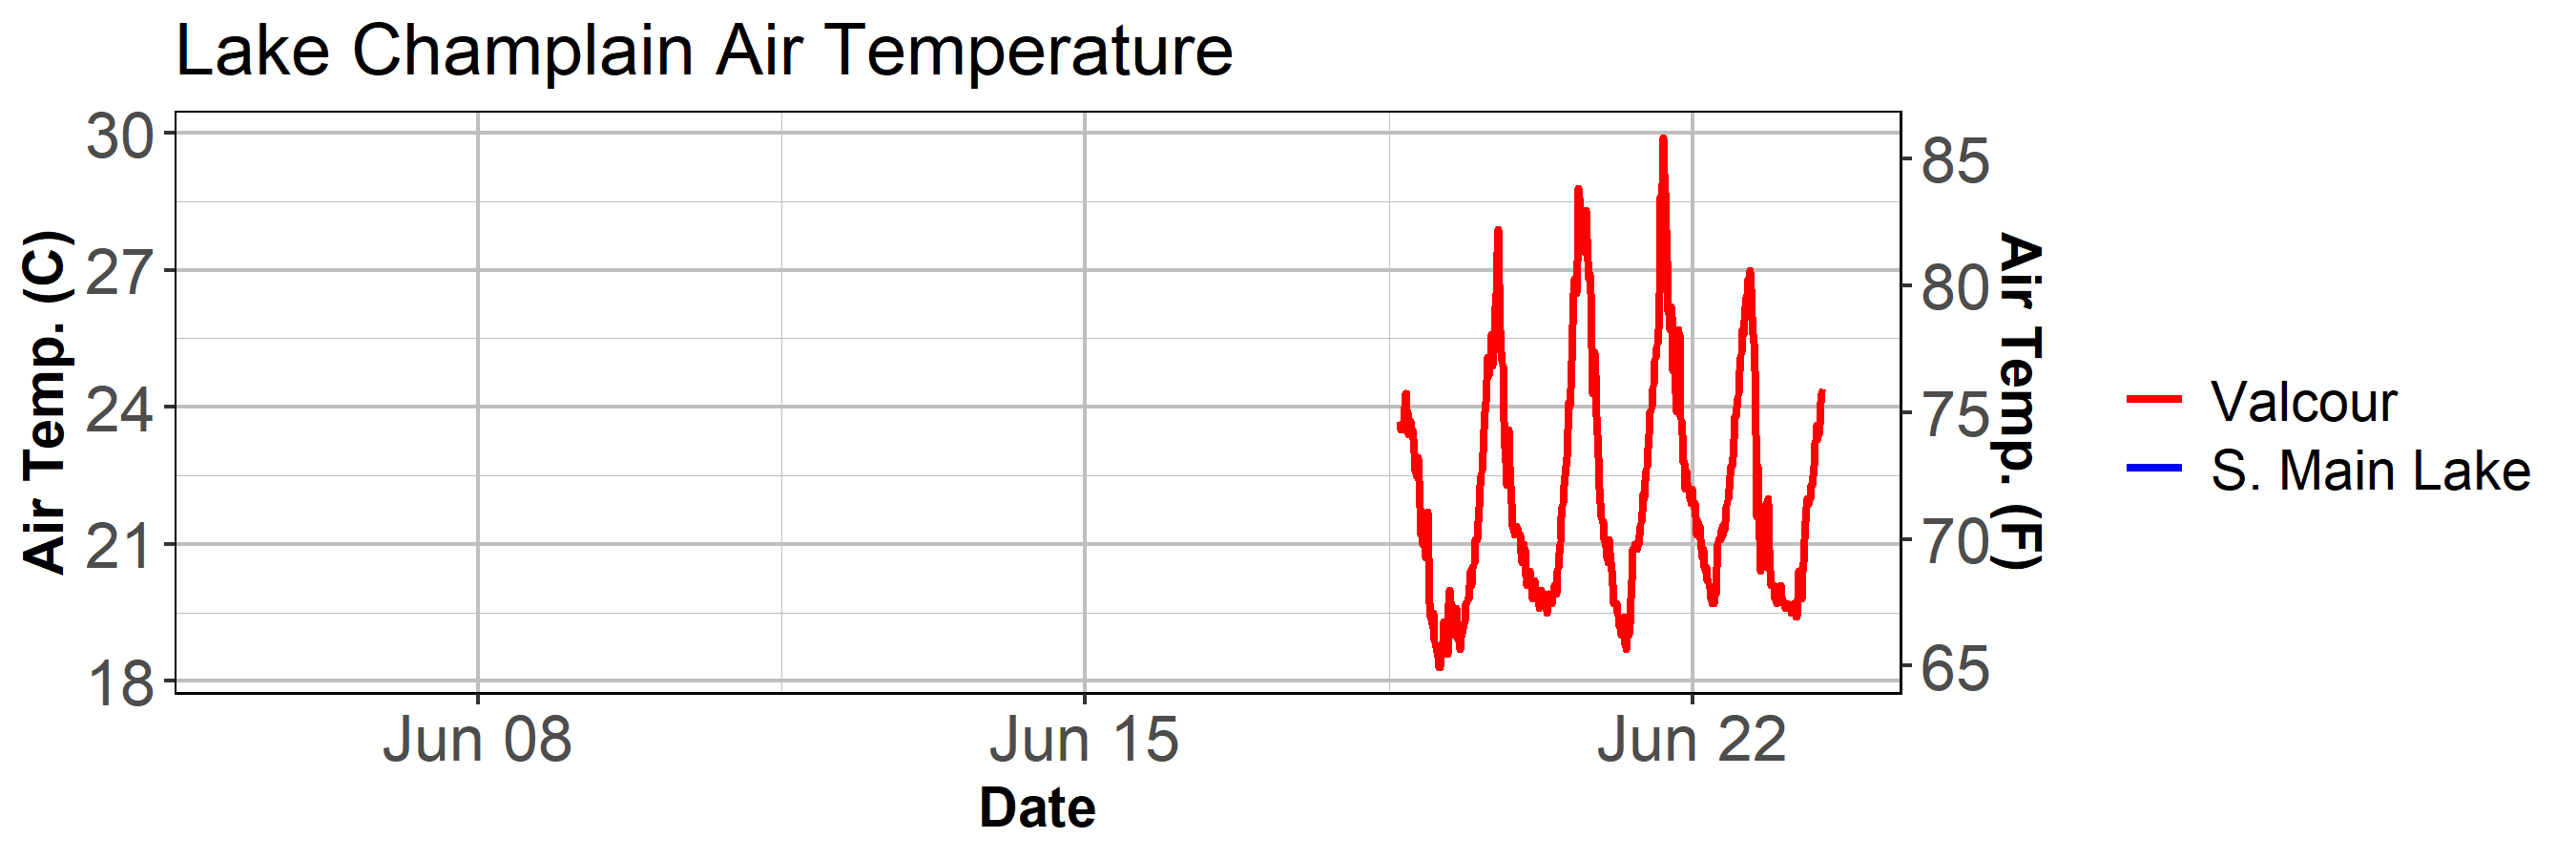 Lake Champlain Air Temperature
Air Temp. (C)
30
27
24
21
18
85
80
75
70
65
Air Temp. (F)
Jun 08
Jun 15
Jun 22
Date
Valcour
S. Main Lake